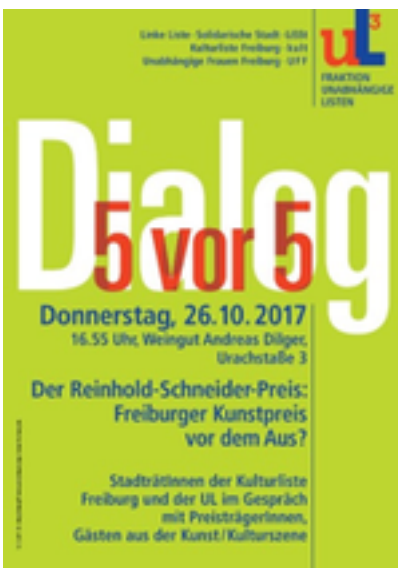 Linke Liste · Solidarische Stadt · LiSSt
Kulturliste Freiburg · kult
Unabhängige Frauen Freiburg · UFF
uL3
FRAKTION
UNABHÄNGIGE
LISTEN
Dialog
5 vor 5
Donnerstag, 26.10.2017
16.55 Uhr, Weingut Andreas Dilger,
Urachstaße 3
Der Reinhold-Schneider-Preis:
Freiburger Kunstpreis
vor dem Aus?
StadträtInnen der Kulturliste
Freiburg und der UL im Gespräch
mit PreisträgerInnen,
Gästen aus der Kunst/Kulturszene